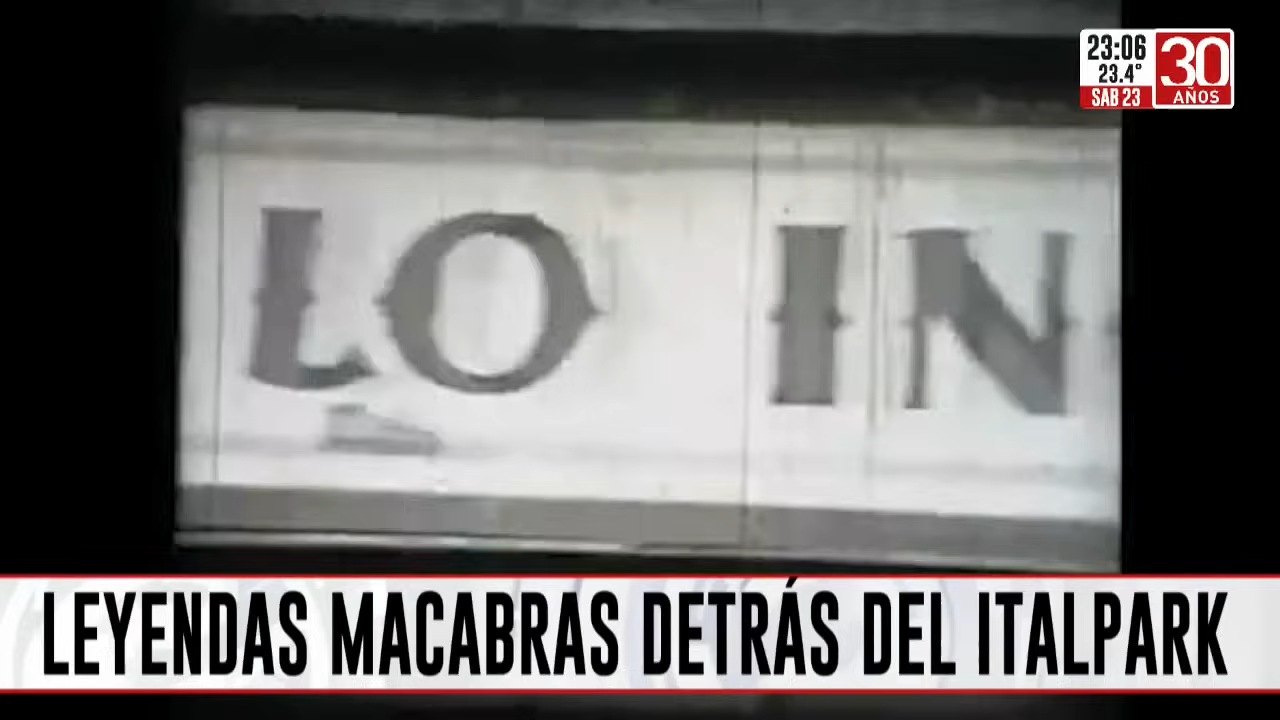 23:06
23.4°
SAB 23
30
AÑOS
LO IN
LEYENDAS MACABRAS DETRÁS DEL ITALPARK